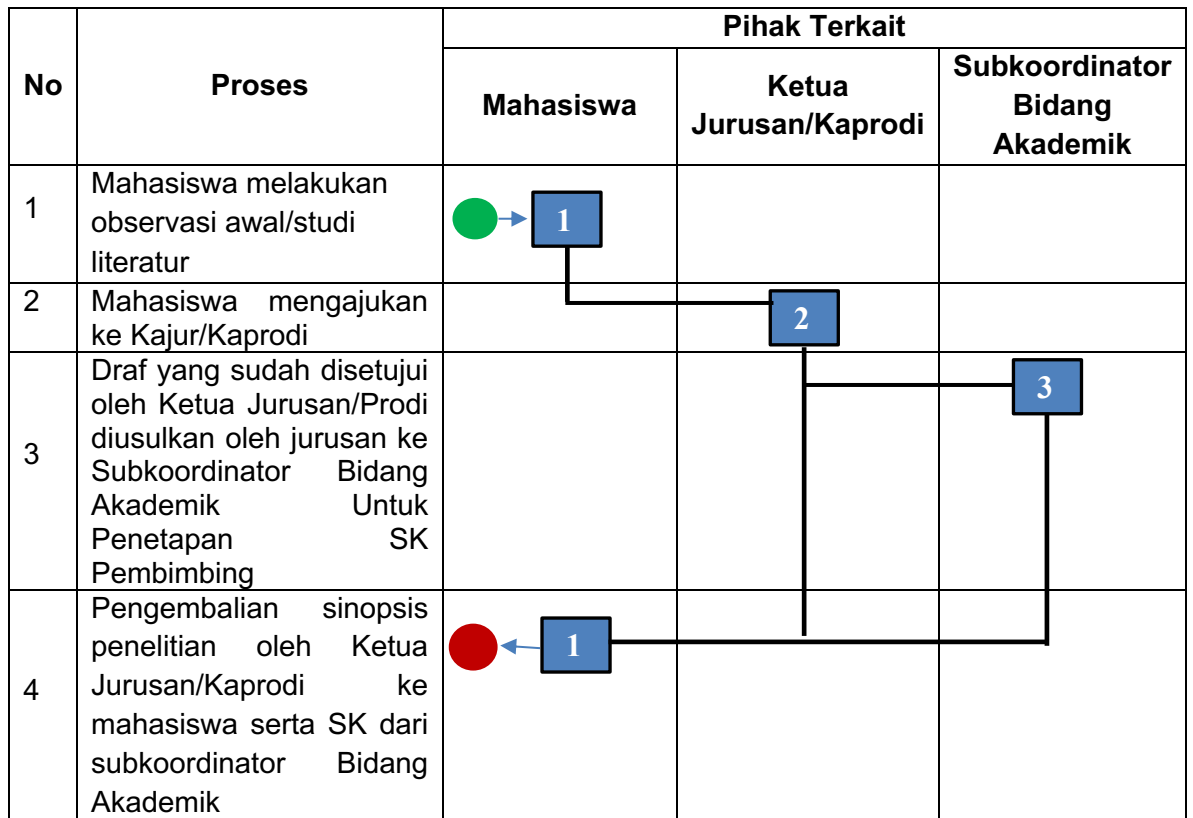 No
Proses
Pihak Terkait
Mahasiswa
Ketua
Jurusan/Kaprodi
Subkoordinator
Bidang
Akademik
1
Mahasiswa melakukan
observasi awal/studi
literatur
1
2
Mahasiswa mengajukan
ke Kajur/Kaprodi
2
3
Draf yang sudah disetujui
oleh Ketua Jurusan/Prodi
diusulkan oleh jurusan ke
Subkoordinator Bidang
Akademik Untuk
Penetapan SK
Pembimbing
3
4
Pengembalian sinopsis
penelitian oleh Ketua
Jurusan/Kaprodi ke
mahasiswa serta SK dari
subkoordinator Bidang
Akademik
1